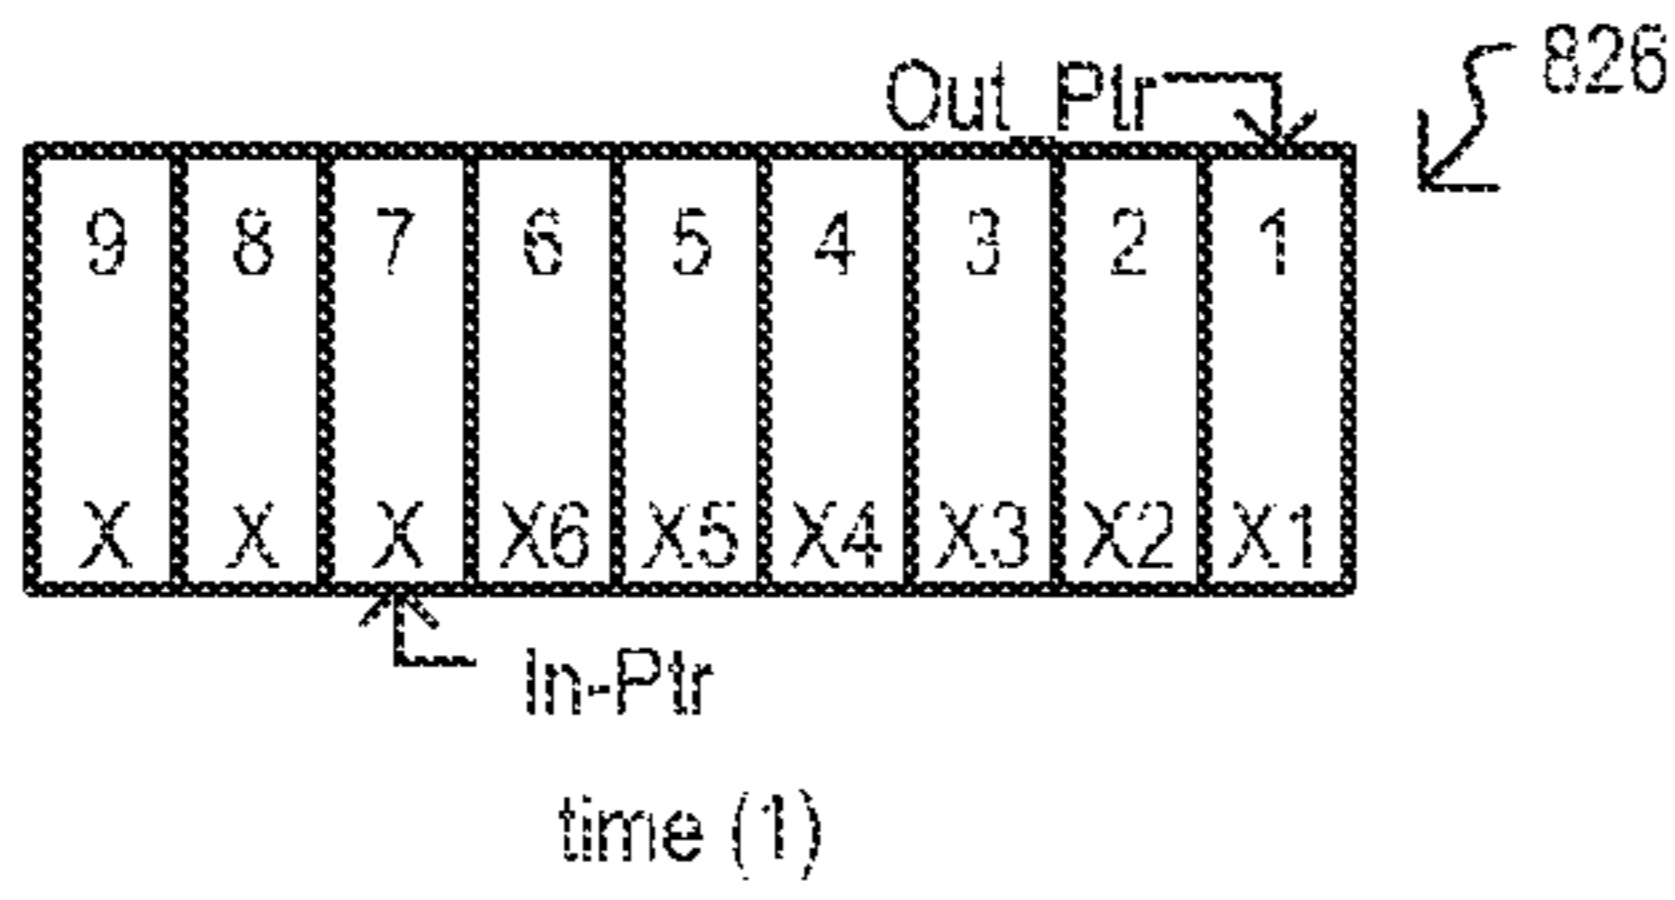 826
Out_Ptr
9 8 7 6 5 4 3 2 1
X X X X6 X5 X4 X3 X2 X1
In-Ptr
time (1)